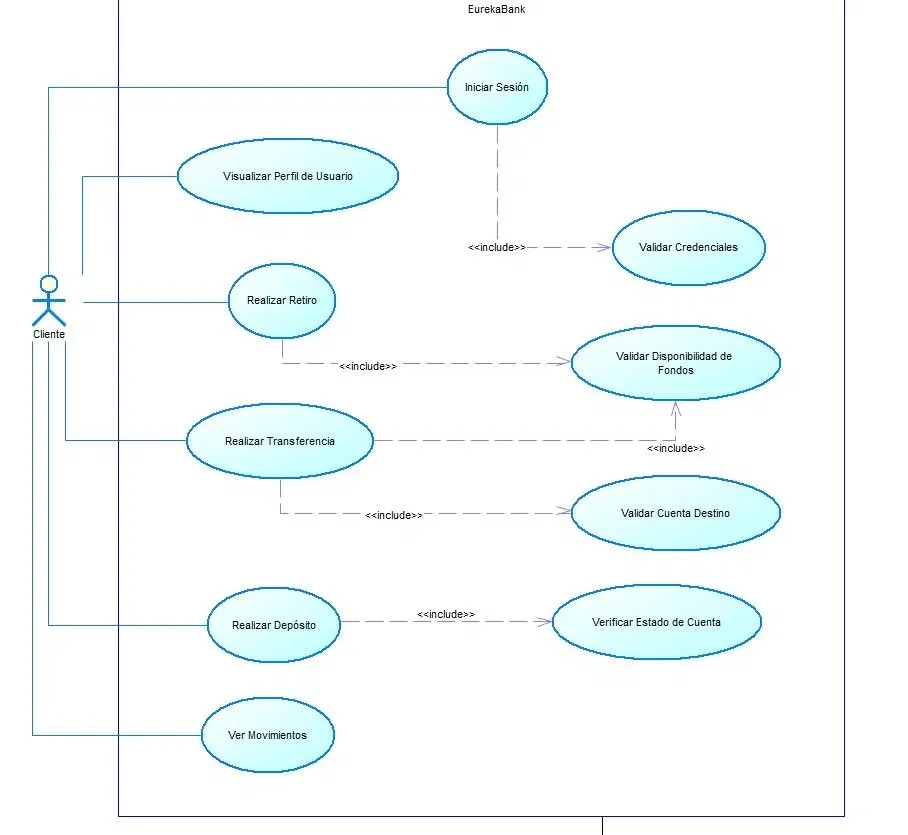 EurekaBank
Iniciar Sesión
Visualizar Perfil de Usuario
<<include>>
Validar Credenciales
Realizar Retiro
Cliente
<<include>>
Validar Disponibilidad de
Fondos
Realizar Transferencia
<<include>>
<<include>>
Validar Cuenta Destino
Realizar Depósito
<<include>>
Verificar Estado de Cuenta
Ver Movimientos